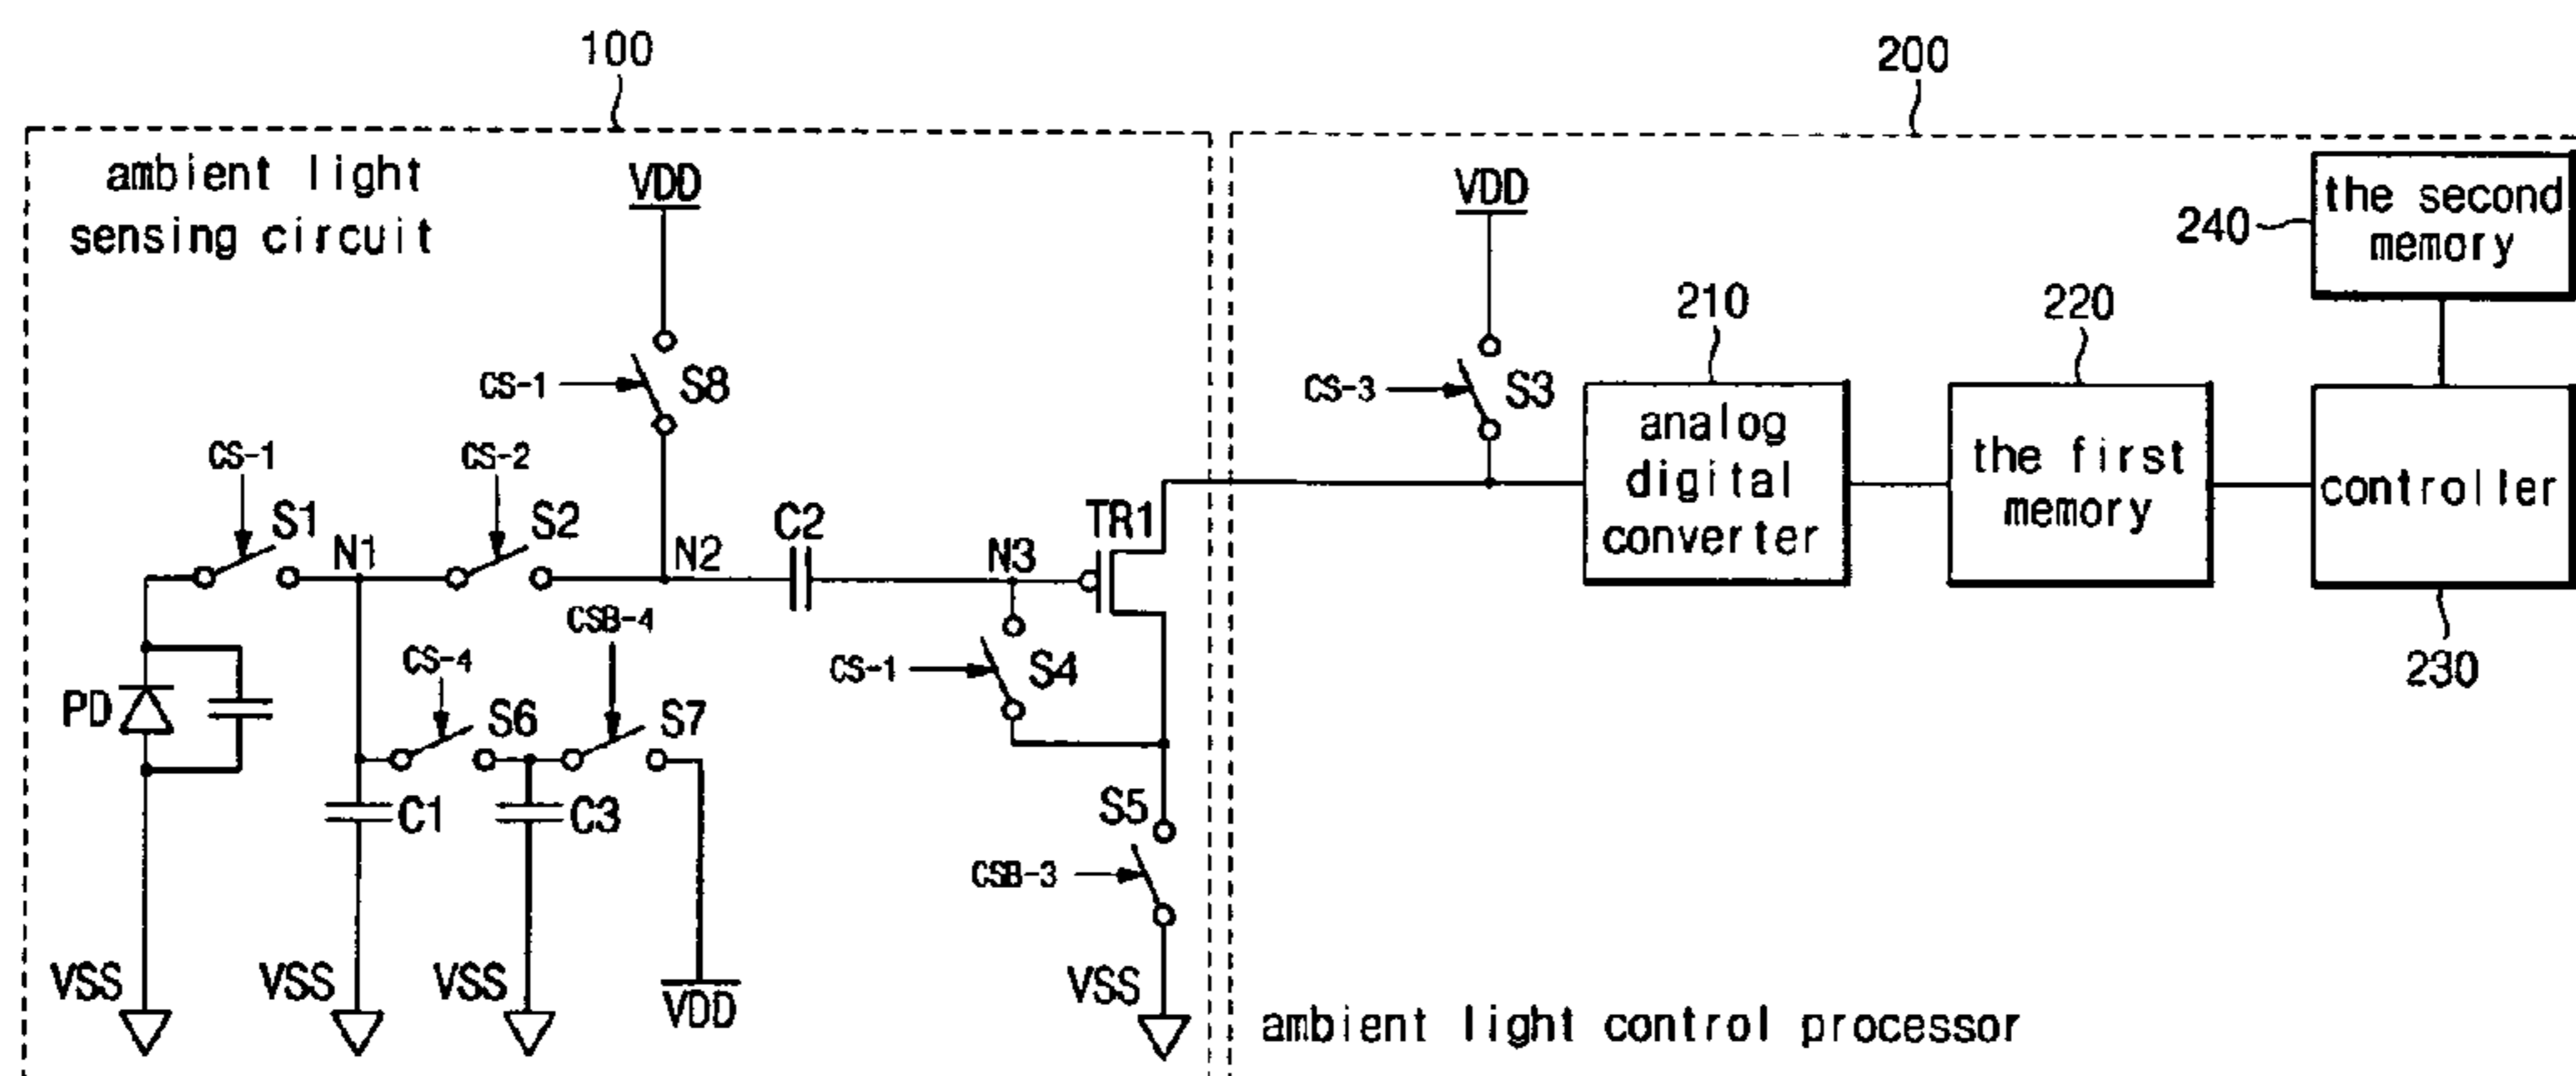 100
200
ambient light
sensing circuit
VDD
VDD
the second
memory
240
210
220
CS-1
S8
CS-3
S3
analog
digital
converter
the first
memory
controller
CS-1
CS-2
S1
N1
S2
N2
C2
N3
TR1
CSB-4
CS-4
CS-1
S4
230
PD
S6
S7
C1
C3
S5
CSB-3
VSS
VSS
VSS
VDD
VSS
ambient light control processor